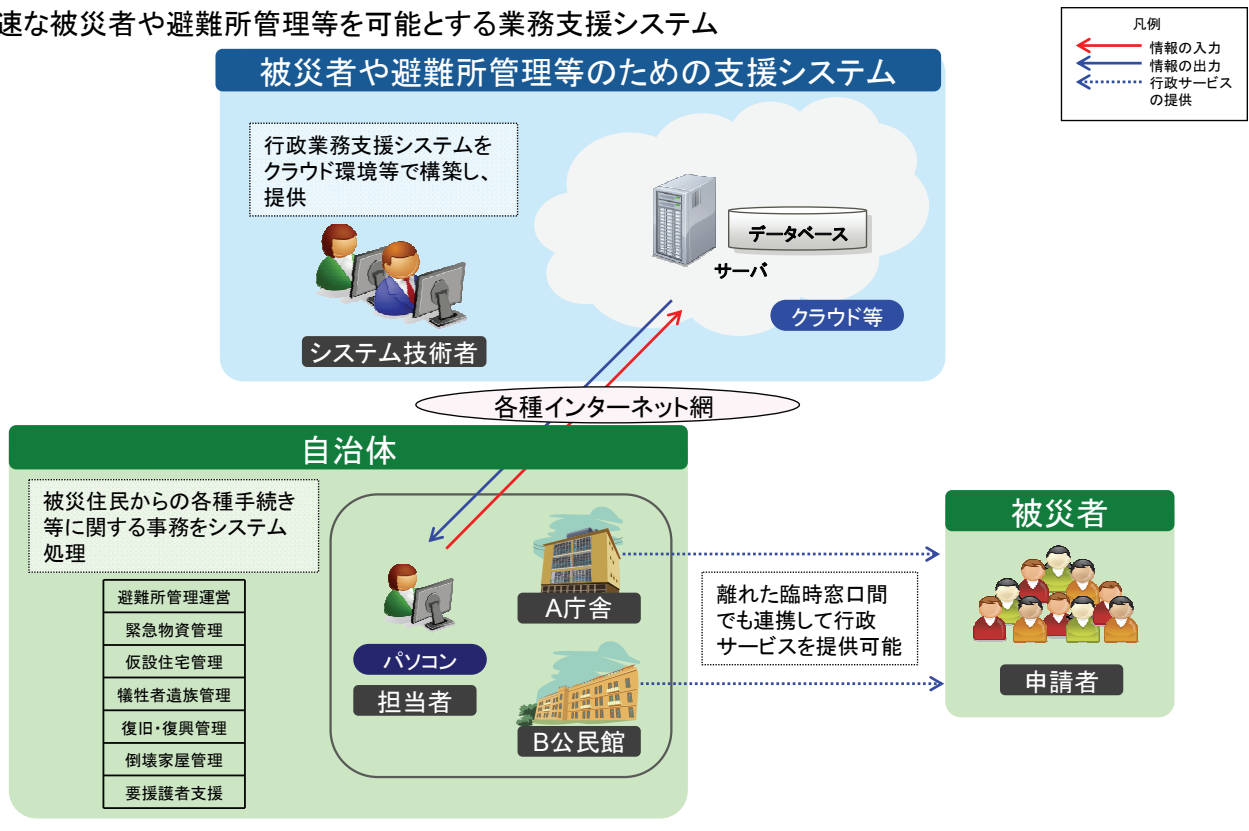 速な被災者や避難所管理等を可能とする業務支援システム
凡例
情報の入力
情報の出力
行政サービス
の提供
被災者や避難所管理等のための支援システム
行政業務支援システムを
クラウド環境等で構築し、
提供
データベース
サーバ
クラウド等
システム技術者
各種インターネット網
自治体
被災住民からの各種手続き
等に関する事務をシステム
処理
避難所管理運営
緊急物資管理
仮設住宅管理
犠牲者遺族管理
復旧・復興管理
倒壊家屋管理
要援護者支援
パソコン
担当者
A庁舎
B公民館
離れた臨時窓口間
でも連携して行政
サービスを提供可能
被災者
申請者